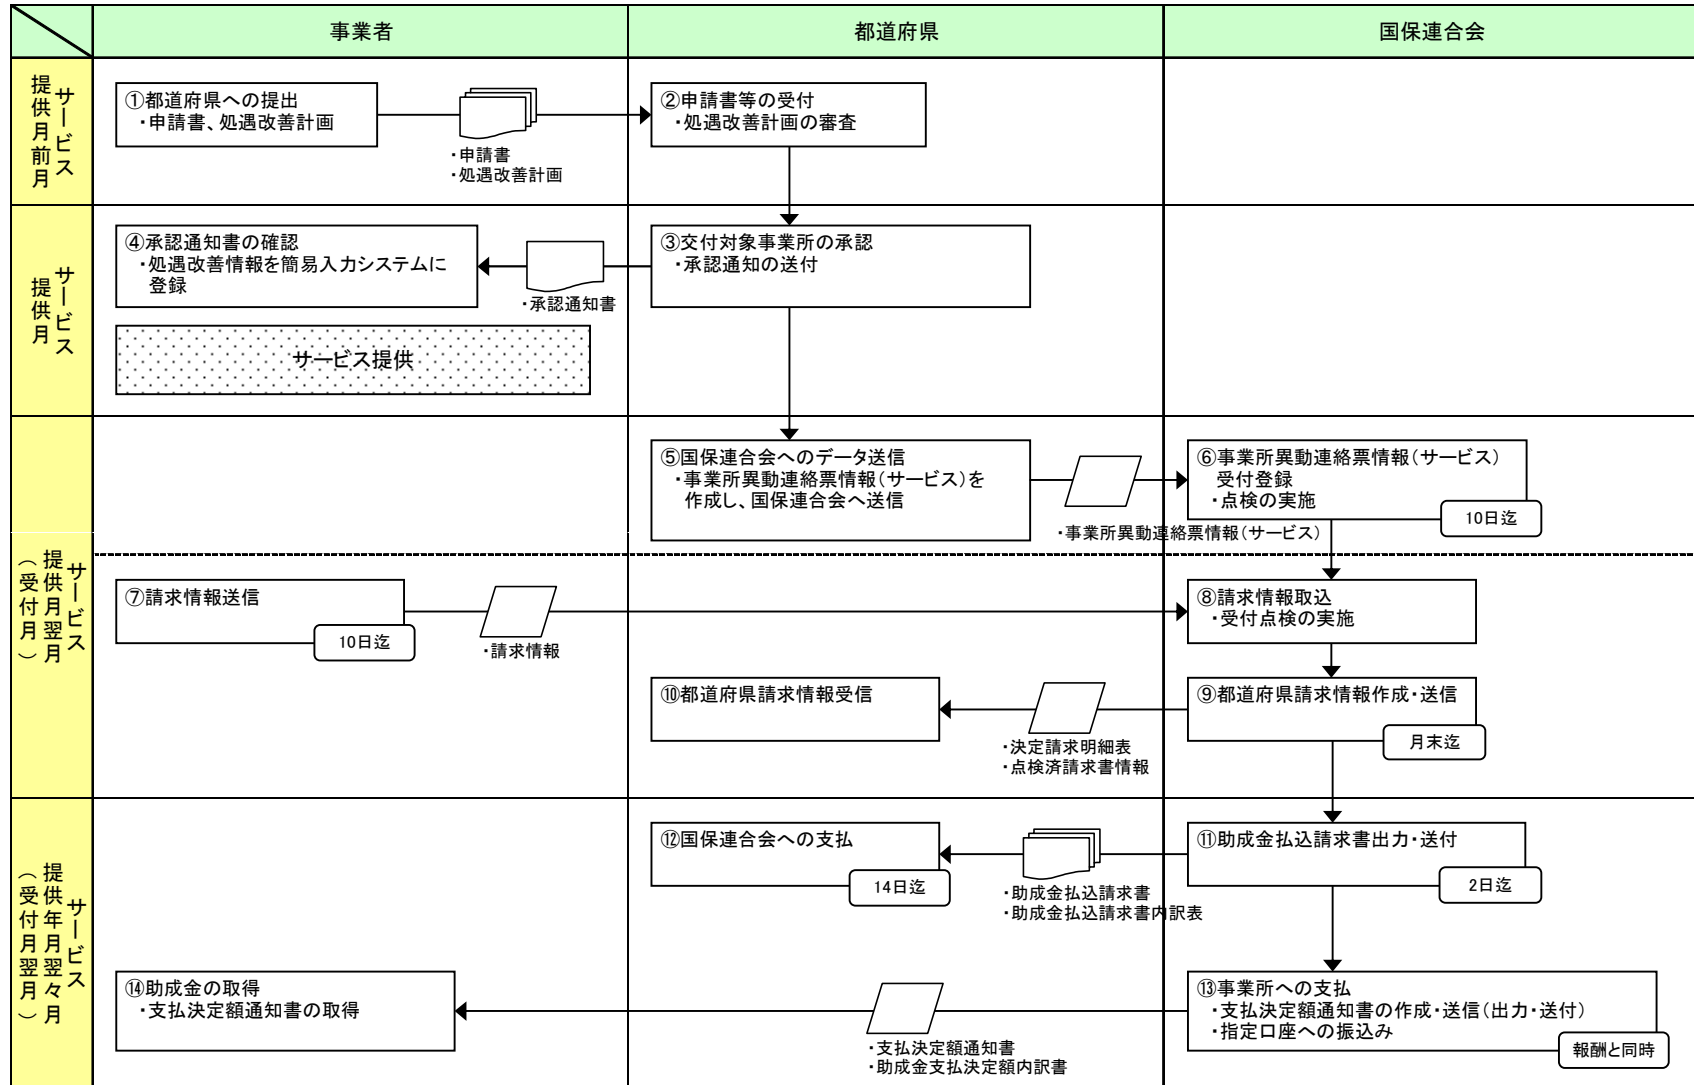 事業者
都道府県
国保連合会
サービス
提供月前月
①都道府県への提出
・申請書、処遇改善計画
・申請書
・処遇改善計画
②申請書等の受付
・処遇改善計画の審査
サービス
提供月
④承認通知書の確認
・処遇改善情報を簡易入力システムに
登録
・承認通知書
③交付対象事業所の承認
・承認通知の送付
サービス提供
サービス
提供月翌月
（受付月）
⑤国保連合会へのデータ送信
・事業所異動連絡票情報（サービス）を
作成し、国保連合会へ送信
・事業所異動連絡票情報（サービス）
⑥事業所異動連絡票情報（サービス）
受付登録
・点検の実施
10日迄
⑦請求情報送信
10日迄
・請求情報
⑧請求情報取込
・受付点検の実施
⑩都道府県請求情報受信
・決定請求明細表
・点検済請求書情報
⑨都道府県請求情報作成・送信
月末迄
サービス
提供年月翌々月
（受付月翌月）
⑫国保連合会への支払
14日迄
・助成金払込請求書
・助成金払込請求書内訳表
⑪助成金払込請求書出力・送付
2日迄
⑭助成金の取得
・支払決定額通知書の取得
・支払決定額通知書
・助成金支払決定額内訳書
⑬事業所への支払
・支払決定額通知書の作成・送信（出力・送付）
・指定口座への振込み
報酬と同時